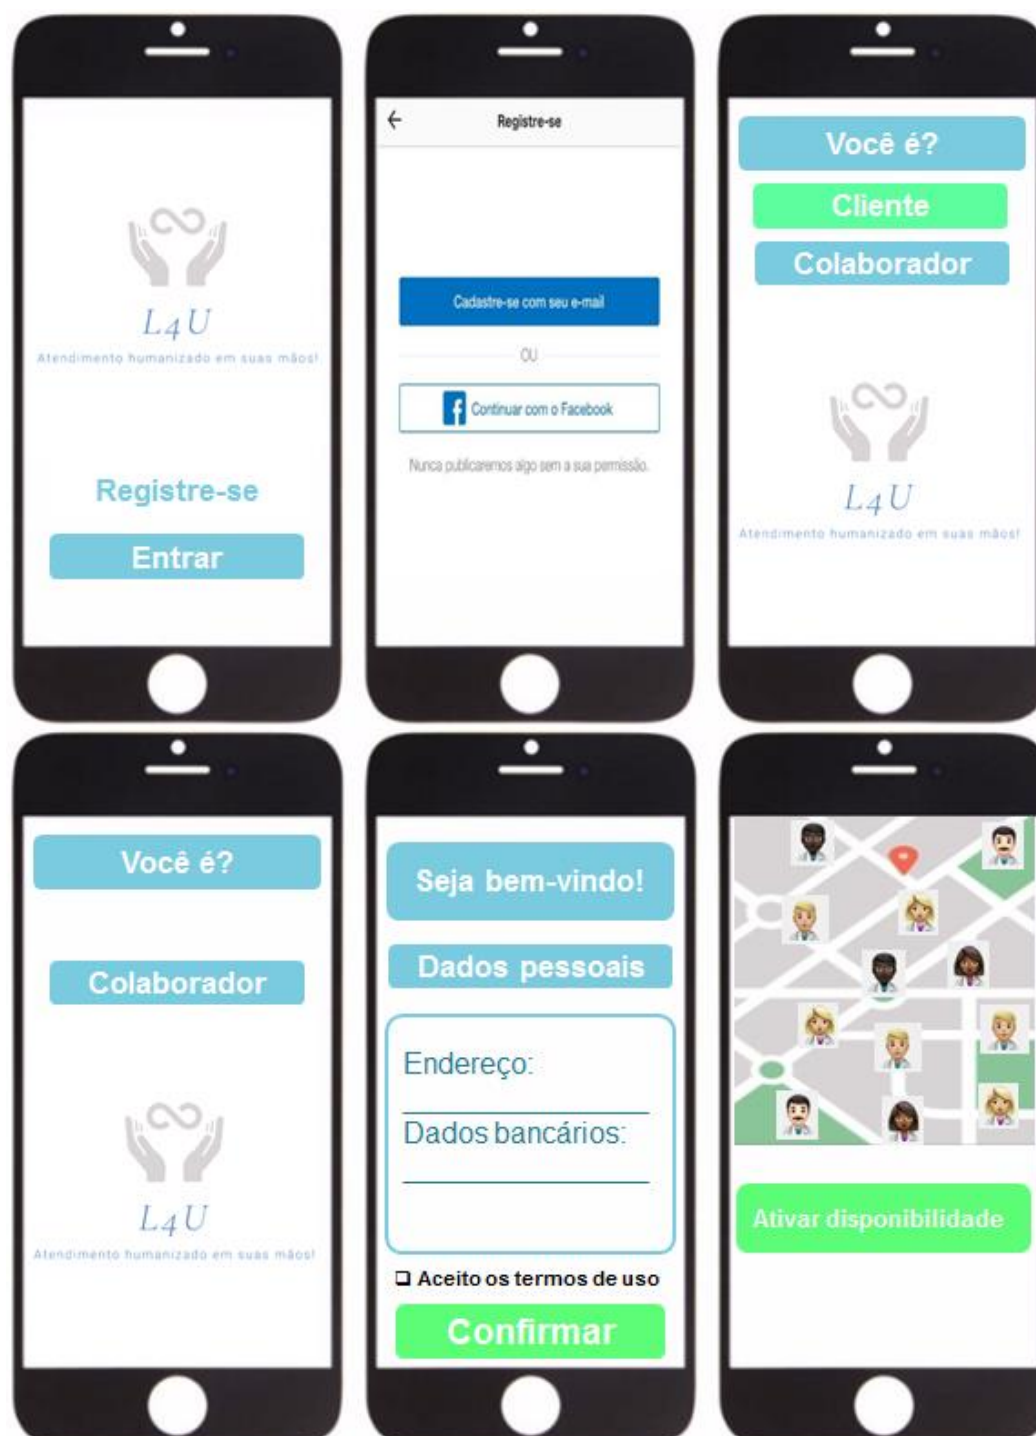 L4U
Atendimento humanizado em suas mãos!
Registre-se
Entrar
Registre-se
Cadastre-se com seu e-mail
OU
Continuar com o Facebook
Nunca publicaremos algo sem a sua permissão.
Você é?
Cliente
Colaborador
L4U
Atendimento humanizado em suas mãos!
Você é?
Colaborador
L4U
Atendimento humanizado em suas mãos!
Seja bem-vindo!
Dados pessoais
Endereço:
Dados bancários:
Aceito os termos de uso
Confirmar
Ativar disponibilidade